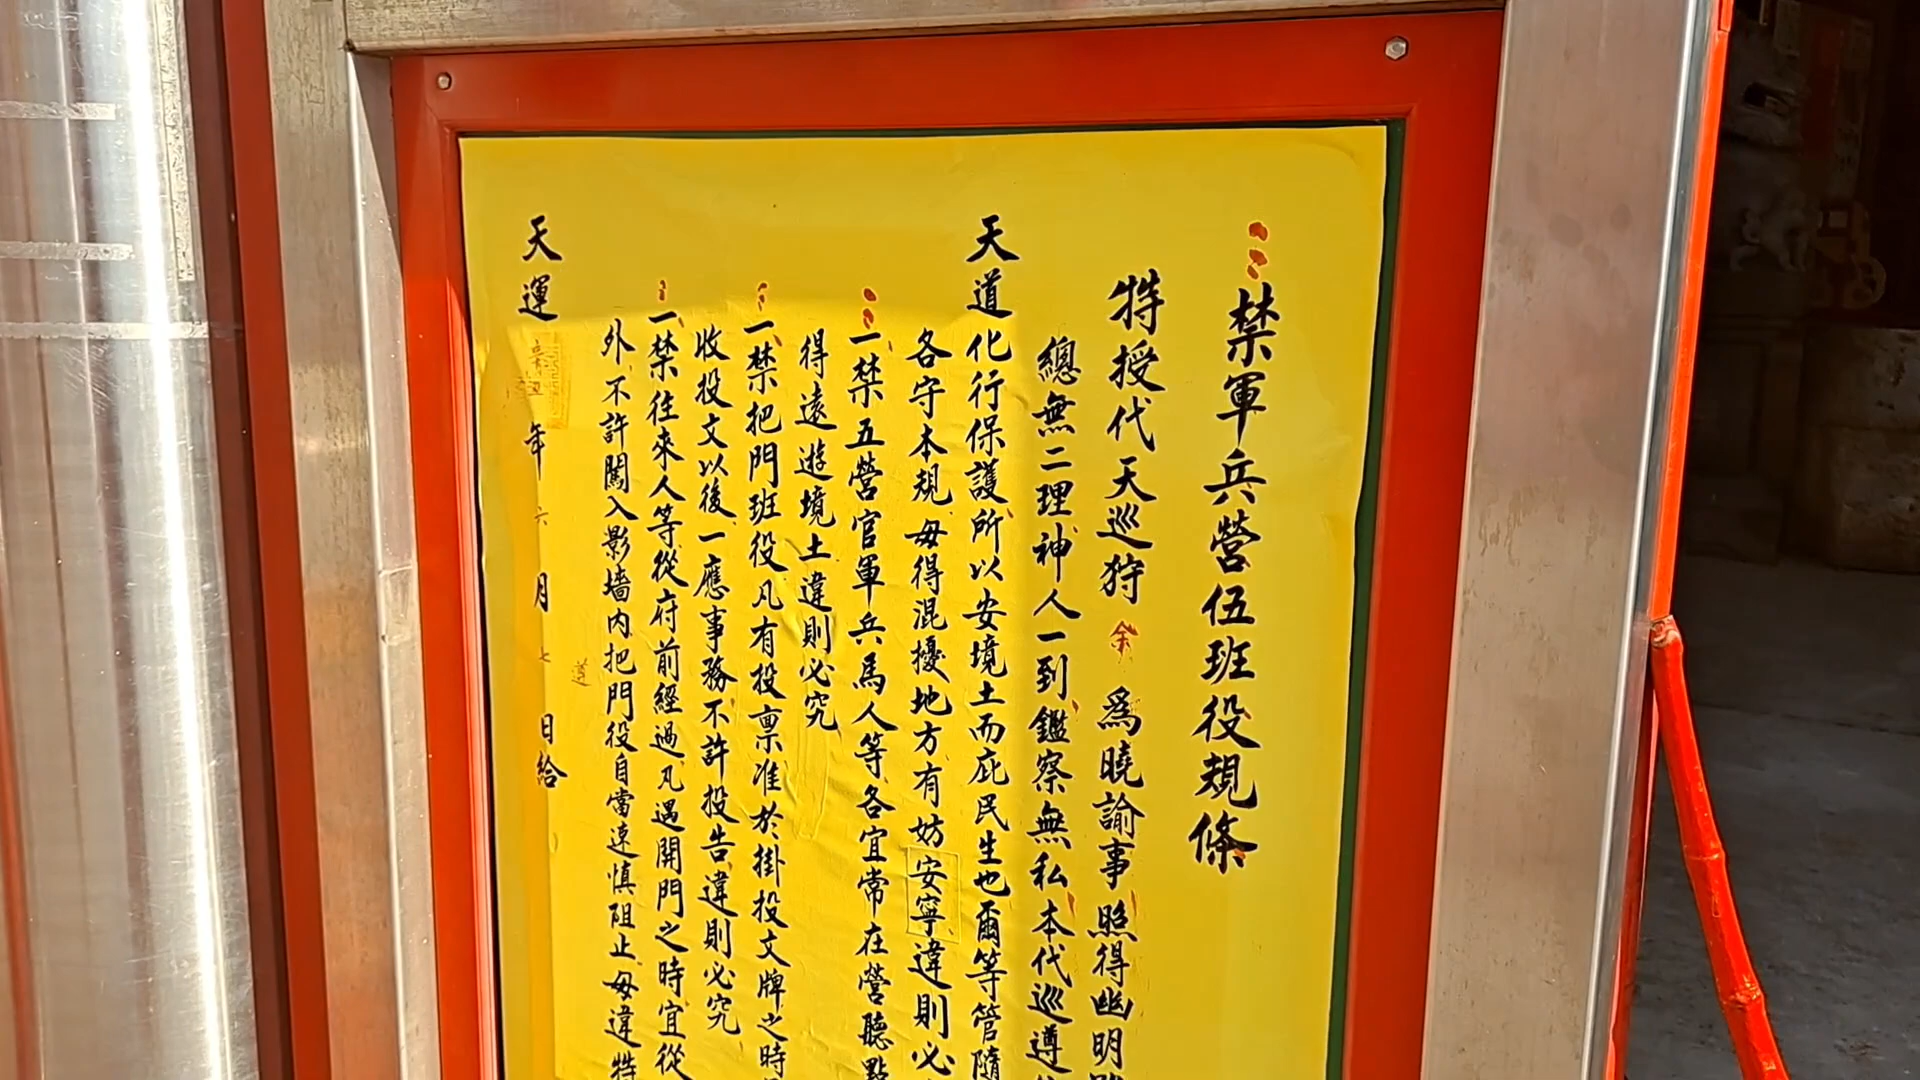 禁軍兵營伍班役規條
特授代天巡狩 余 為曉諭事照得幽明
總無二理神人一到鑑察無私本代巡遵
天道化行保護所以安境土而庇民生也爾等管隨
各守本規毋得混擾地方有妨安寧違則必
一禁五營官軍兵馬人等各宜常在營聽點
得遠遊境土違則必究
一禁把門班役凡有投稟准於掛投文牌之時
收投文以後一應事務不許投告違則必究
一禁往來人等從府前經過凡遇開門之時宜從
外不許闖入影墻內把門役自當遠慎阻止毋違特
天運辛丑年六月七日給
遵